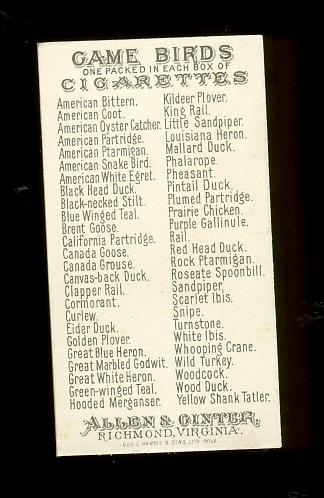 GAME BIRDS
ONE PACKED IN EACH BOX OF
CIGARETTES
American Bittern.
American Coot.
American Oyster Catcher.
American Partridge.
American Ptarmigan.
American Snake Bird.
American White Egret.
Black Head Duck.
Black-necked Stilt.
Blue Winged Teal.
Brent Goose.
California Partridge.
Canada Goose.
Canada Grouse.
Canvas-back Duck.
Clapper Rail.
Cormorant.
Curlew.
Eider Duck.
Golden Plover.
Great Blue Heron.
Great Marbled Godwit.
Great White Heron.
Green-winged Teal.
Hooded Merganser.
Kildeer Plover.
King Rail.
Little Sandpiper.
Louisiana Heron.
Mallard Duck.
Phalarope.
Pheasant.
Pintail Duck.
Plumed Partridge.
Prairie Chicken.
Purple Gallinule.
Rail.
Red Head Duck.
Rock Ptarmigan.
Roseate Spoonbill.
Sandpiper,
Scarlet Ibis.
Snipe.
Turnstone.
White Ibis.
Whooping Crane.
Wild Turkey.
Woodcock.
Wood Duck.
Yellow Shank Tatler.
ALLEN & GINTER,
RICHMOND, VIRGINIA.
GEO. S. HARRIS & SONS, LITH. PHILA.